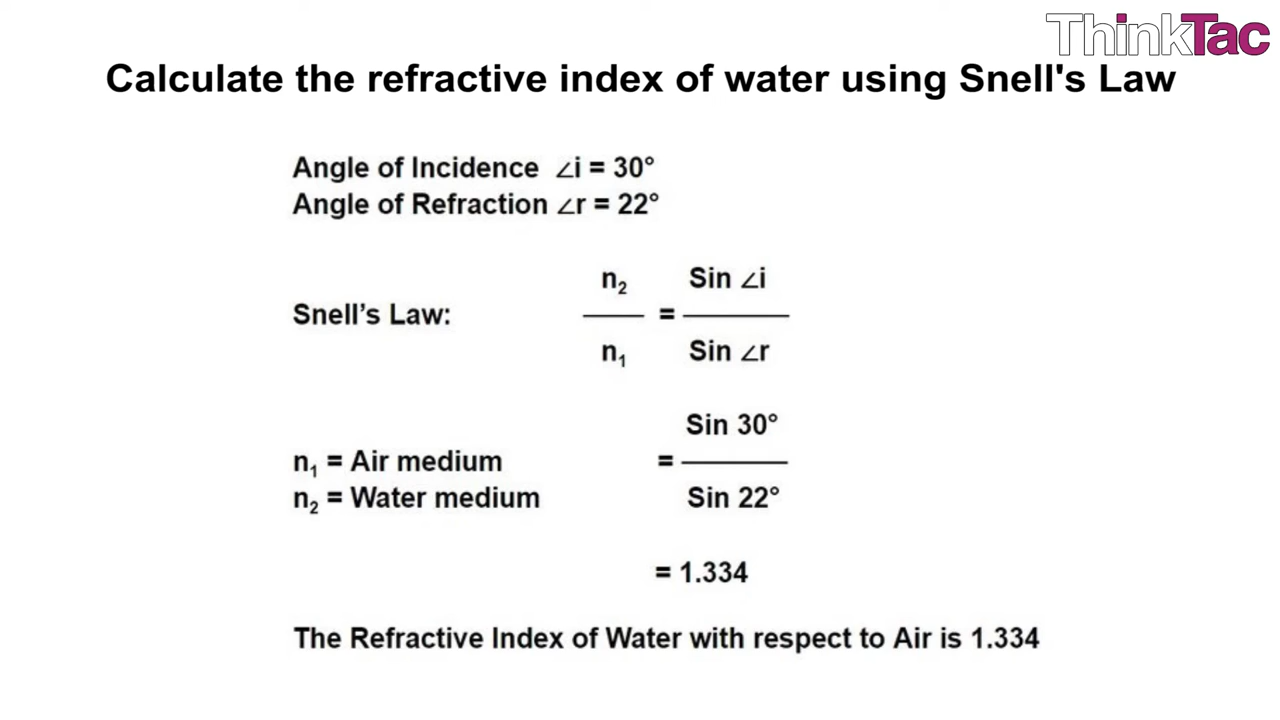 ThinkTac
Calculate the refractive index of water using Snell's Law
Angle of Incidence ∠i = 30°
Angle of Refraction ∠r = 22°
n₂ Sin ∠i
Snell’s Law: —— = ——
n₁ Sin ∠r
Sin 30°
n₁ = Air medium = ——
n₂ = Water medium Sin 22°
= 1.334
The Refractive Index of Water with respect to Air is 1.334